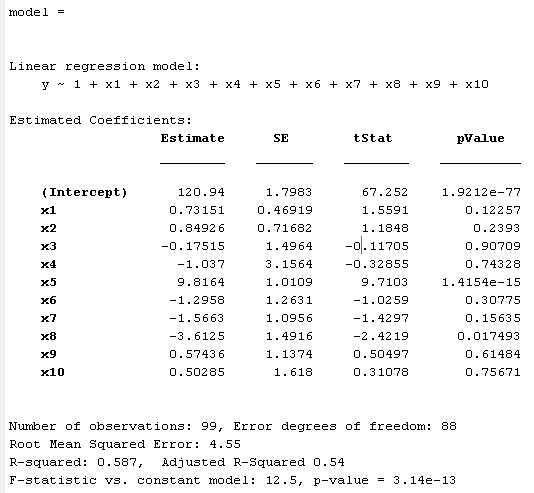 model =
Linear regression model:
y ~ 1 + x1 + x2 + x3 + x4 + x5 + x6 + x7 + x8 + x9 + x10
Estimated Coefficients:
Estimate SE tStat pValue
(Intercept) 120.94 1.7983 67.252 1.9212e-77
x1 0.73151 0.46919 1.5591 0.12257
x2 0.84926 0.71682 1.1848 0.2393
x3 -0.17515 1.4964 -0.11705 0.90709
x4 -1.037 3.1564 -0.32855 0.74328
x5 9.8164 1.0109 9.7103 1.4154e-15
x6 -1.2958 1.2631 -1.0259 0.30775
x7 -1.5663 1.0956 -1.4297 0.15635
x8 -3.6125 1.4916 -2.4219 0.017493
x9 0.57436 1.1374 0.50497 0.61484
x10 0.50285 1.618 0.31078 0.75671
Number of observations: 99, Error degrees of freedom: 88
Root Mean Squared Error: 4.55
R-squared: 0.587, Adjusted R-Squared 0.54
F-statistic vs. constant model: 12.5, p-value = 3.14e-13